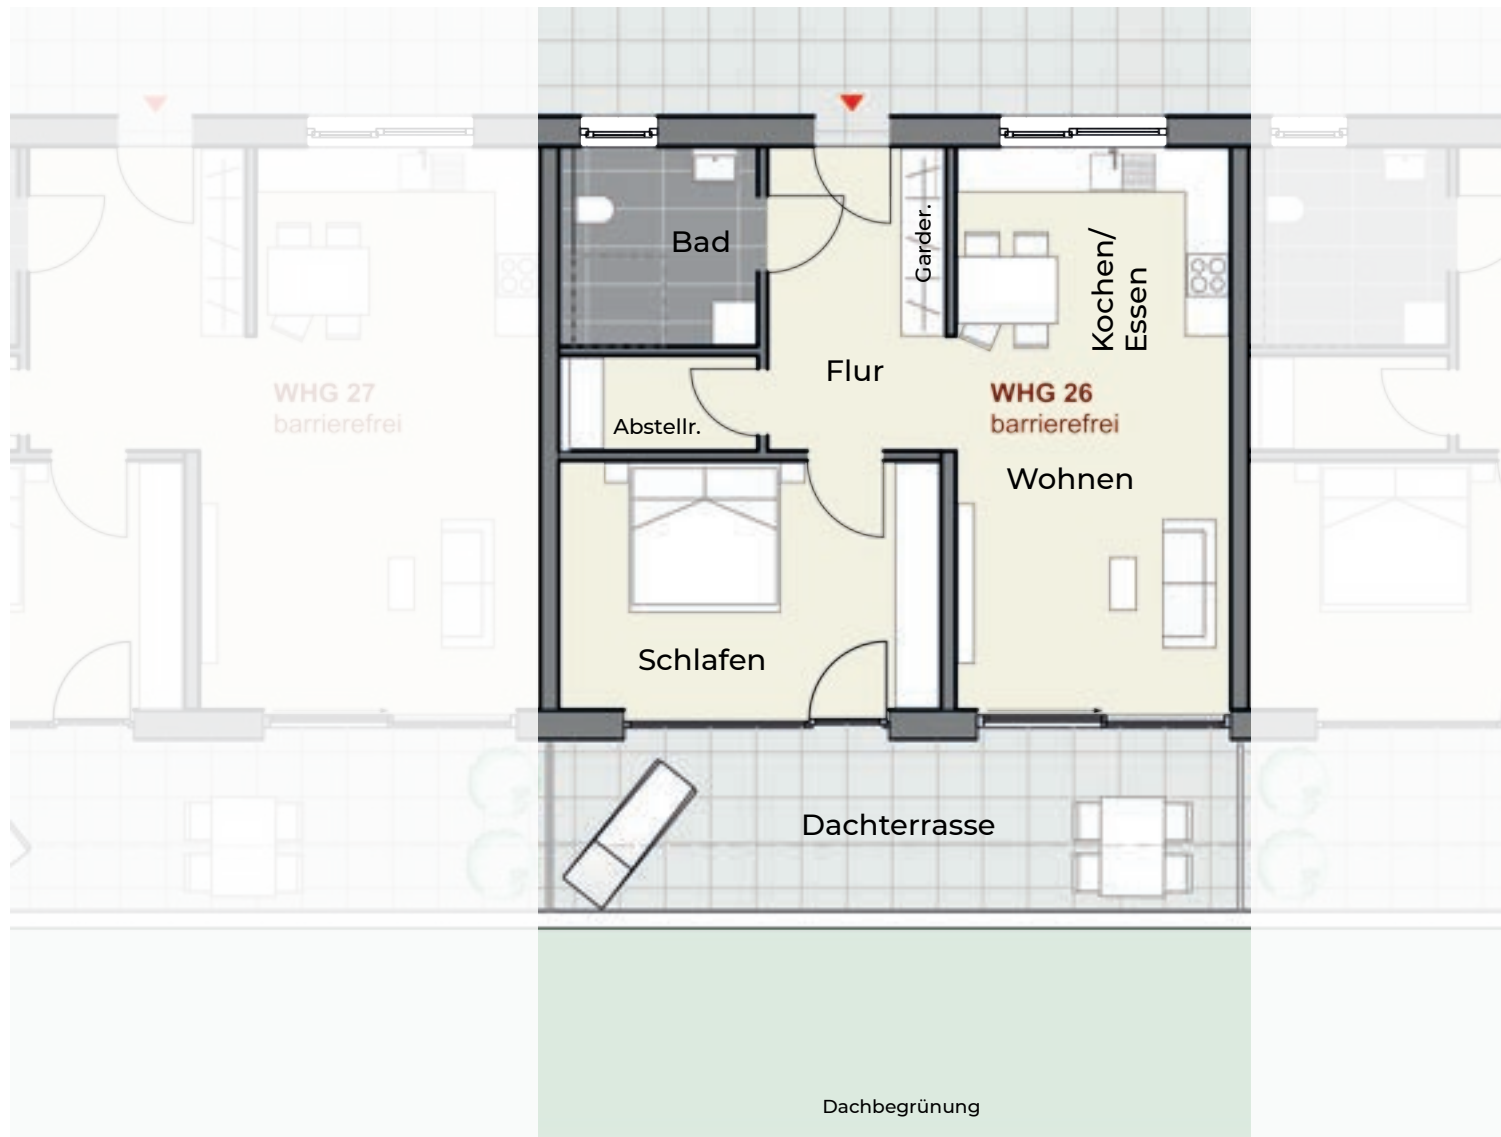 Bad
Garder.
Kochen/
Essen
Flur
WHG 27
barrierefrei
WHG 26
barrierefrei
Abstellr.
Wohnen
Schlafen
Dachterrasse
Dachbegrünung